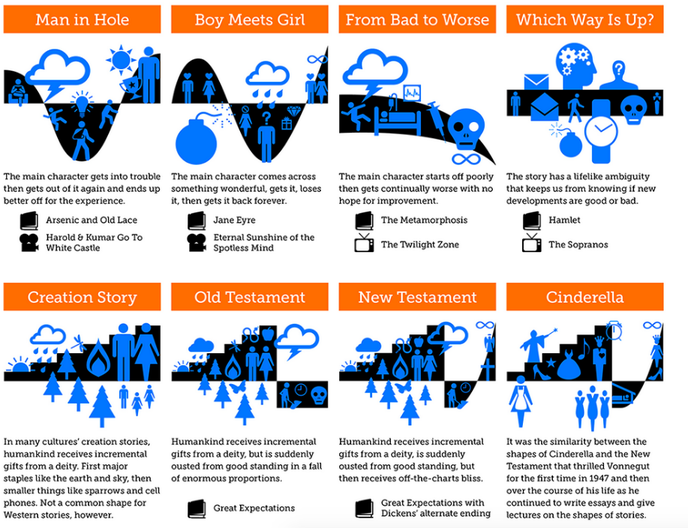 Man in Hole
The main character gets into trouble
then gets out of it again and ends up
better off for the experience.
Arsenic and Old Lace
Harold & Kumar Go To
White Castle
Boy Meets Girl
The main character comes across
something wonderful, gets it, loses
it, then gets it back forever.
Jane Eyre
Eternal Sunshine of the
Spotless Mind
From Bad to Worse
The main character starts off poorly
then gets continually worse with no
hope for improvement.
The Metamorphosis
The Twilight Zone
Which Way Is Up?
The story has a lifelike ambiguity
that keeps us from knowing if new
developments are good or bad.
Hamlet
The Sopranos
Creation Story
In many cultures' creation stories,
humankind receives incremental
gifts from a deity. First major
staples like the earth and sky, then
smaller things like sparrows and cell
phones. Not a common shape for
Western stories, however.
Old Testament
Humankind receives incremental
gifts from a deity, but is suddenly
ousted from good standing in a fall
of enormous proportions.
Great Expectations
New Testament
Humankind receives incremental
gifts from a deity, is suddenly
ousted from good standing, but
then receives off-the-charts bliss.
Great Expectations with
Dickens' alternate ending
Cinderella
It was the similarity between the
shapes of Cinderella and the New
Testament that thrilled Vonnegut
for the first time in 1947 and then
over the course of his life as he
continued to write essays and give
lectures on the shapes of stories.